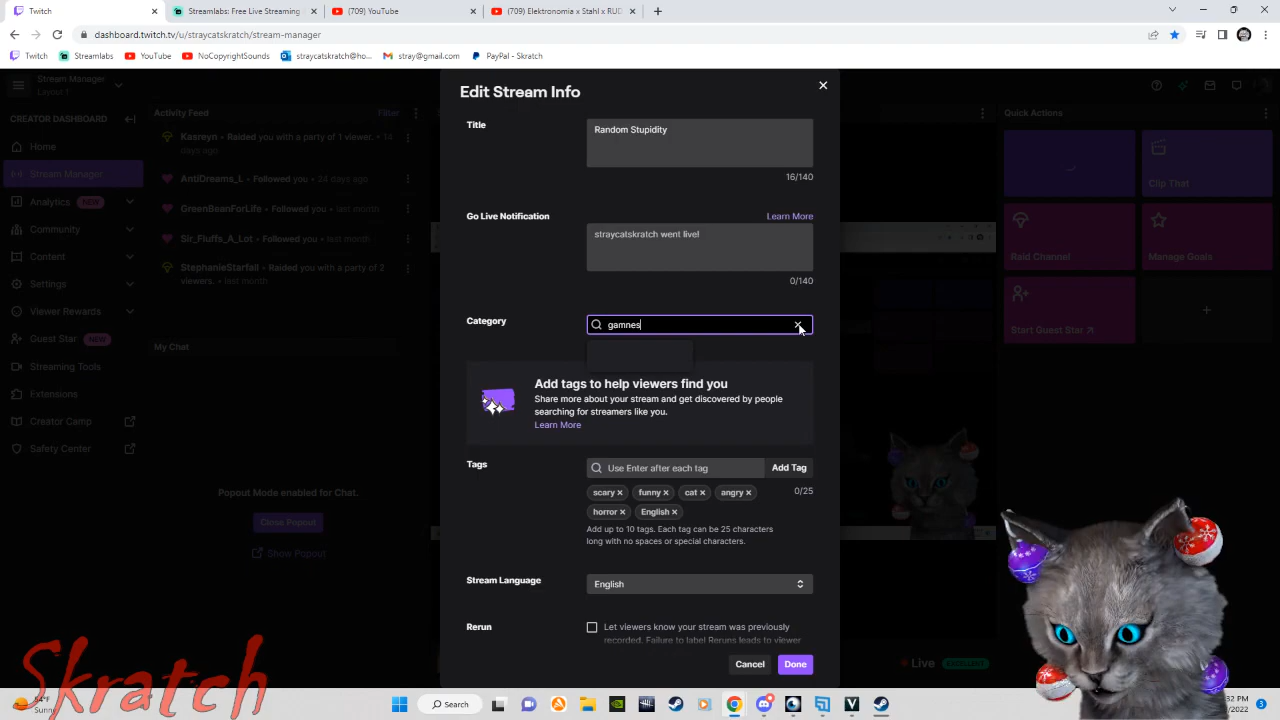 Twitch
Streamlabs: Free Live Streaming
(709) YouTube
(709) Elektronomia x Stahl x RUD
dashboard.twitch.tv/u/straycatskratch/stream-manager
Twitch
Streamlabs
YouTube
NoCopyrightSounds
straycatskratch@ho...
stray@gmail.com
PayPal - Skratch
Stream Manager
Layout 1
CREATOR DASHBOARD
Home
Stream Manager
Analytics NEW
Community
Content
Settings
Viewer Rewards
Guest Star NEW
Streaming Tools
Extensions
Creator Camp
Safety Center
Activity Feed
Filter
Kasreyn • Raided you with a party of 1 viewer. • 14
days ago
AntiDreams_L • Followed you • 24 days ago
GreenBeanForLife • Followed you • last month
Sir_Fluffs_A_Lot • Followed you • last month
StephanieStarfall • Raided you with a party of 2
viewers. • last month
My Chat
Popout Mode enabled for Chat.
Close Popout
Show Popout
Edit Stream Info
Title
Random Stupidity
16/140
Go Live Notification
Learn More
straycatskratch went live!
0/140
Category
gamnes
Add tags to help viewers find you
Share more about your stream and get discovered by people
searching for streamers like you.
Learn More
Tags
Use Enter after each tag
Add Tag
scary
funny
cat
angry
0/25
horror
English
Add up to 10 tags. Each tag can be 25 characters
long with no spaces or special characters.
Stream Language
English
Rerun
Let viewers know your stream was previously
recorded. Failure to label Reruns leads to viewer
Cancel
Done
Quick Actions
Clip That
Raid Channel
Manage Goals
Start Guest Star
Live
EXCELLENT
Skratch
Search